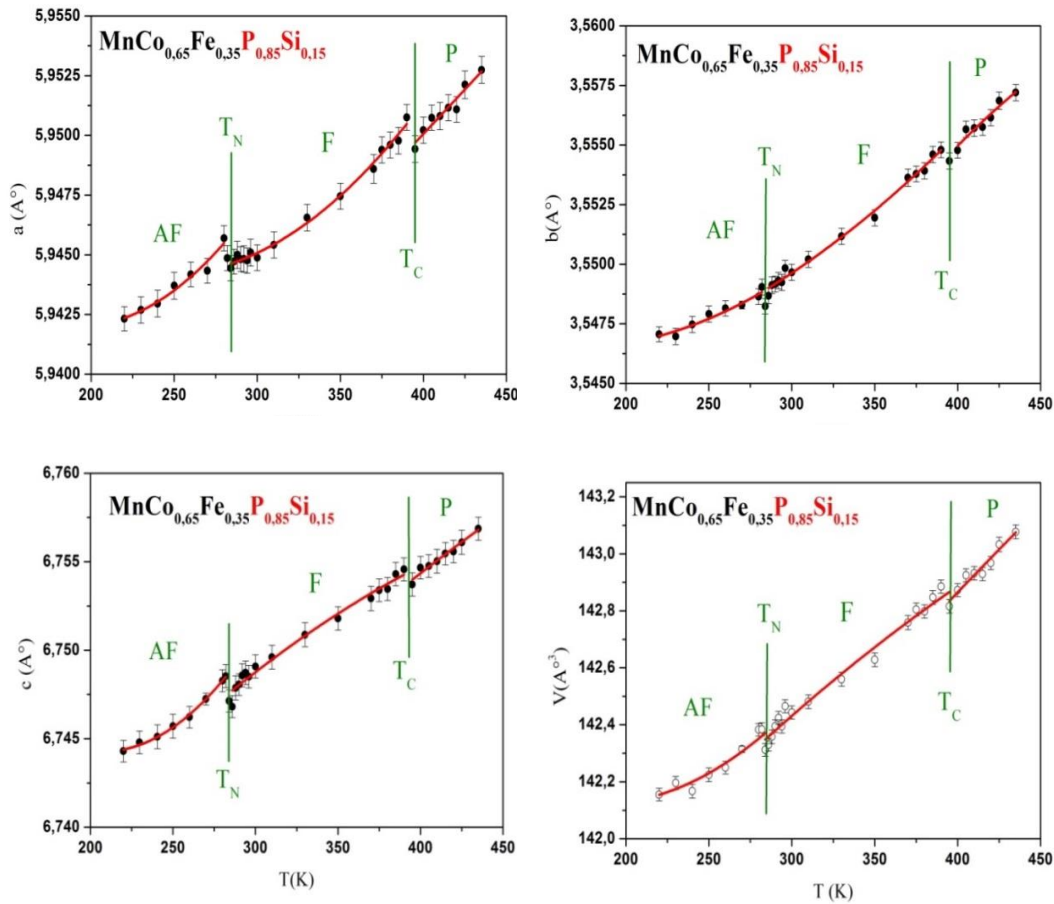 MnCo0,65Fe0,35P0,85Si0,15
5,9550
5,9525
5,9500
5,9475
5,9450
5,9425
5,9400
a (A°)
AF
TN
F
TC
P
200 250 300 350 400 450
MnCo0,65Fe0,35P0,85Si0,15
3,5600
3,5575
3,5550
3,5525
3,5500
3,5475
3,5450
b(A°)
AF
TN
F
TC
P
200 250 300 350 400 450
MnCo0,65Fe0,35P0,85Si0,15
6,760
6,755
6,750
6,745
6,740
c (A°)
AF
TN
F
TC
P
200 250 300 350 400 450
T(K)
MnCo0,65Fe0,35P0,85Si0,15
143,2
143,0
142,8
142,6
142,4
142,2
142,0
V(A°3)
AF
TN
F
TC
P
200 250 300 350 400 450
T (K)